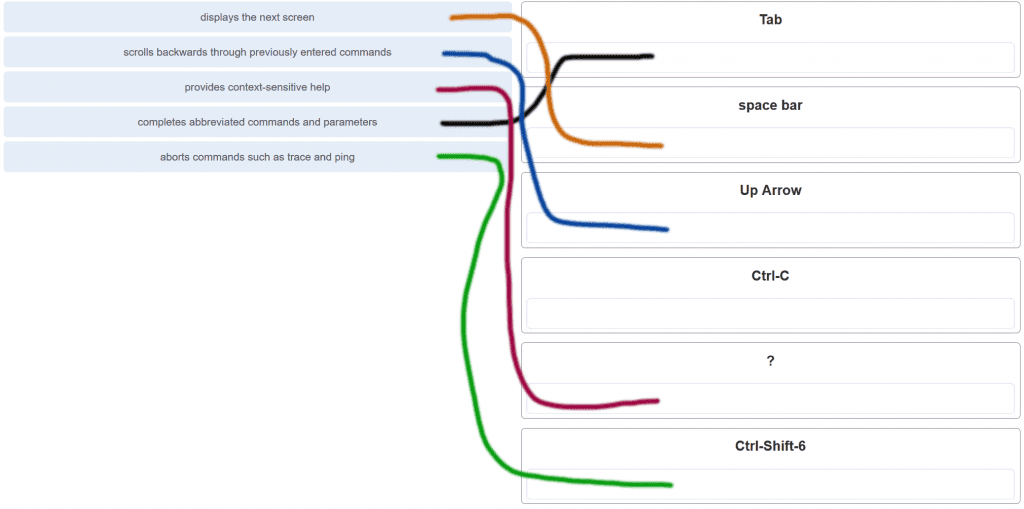 displays the next screen
scrolls backwards through previously entered commands
provides context-sensitive help
completes abbreviated commands and parameters
aborts commands such as trace and ping
Tab
space bar
Up Arrow
Ctrl-C
?
Ctrl-Shift-6